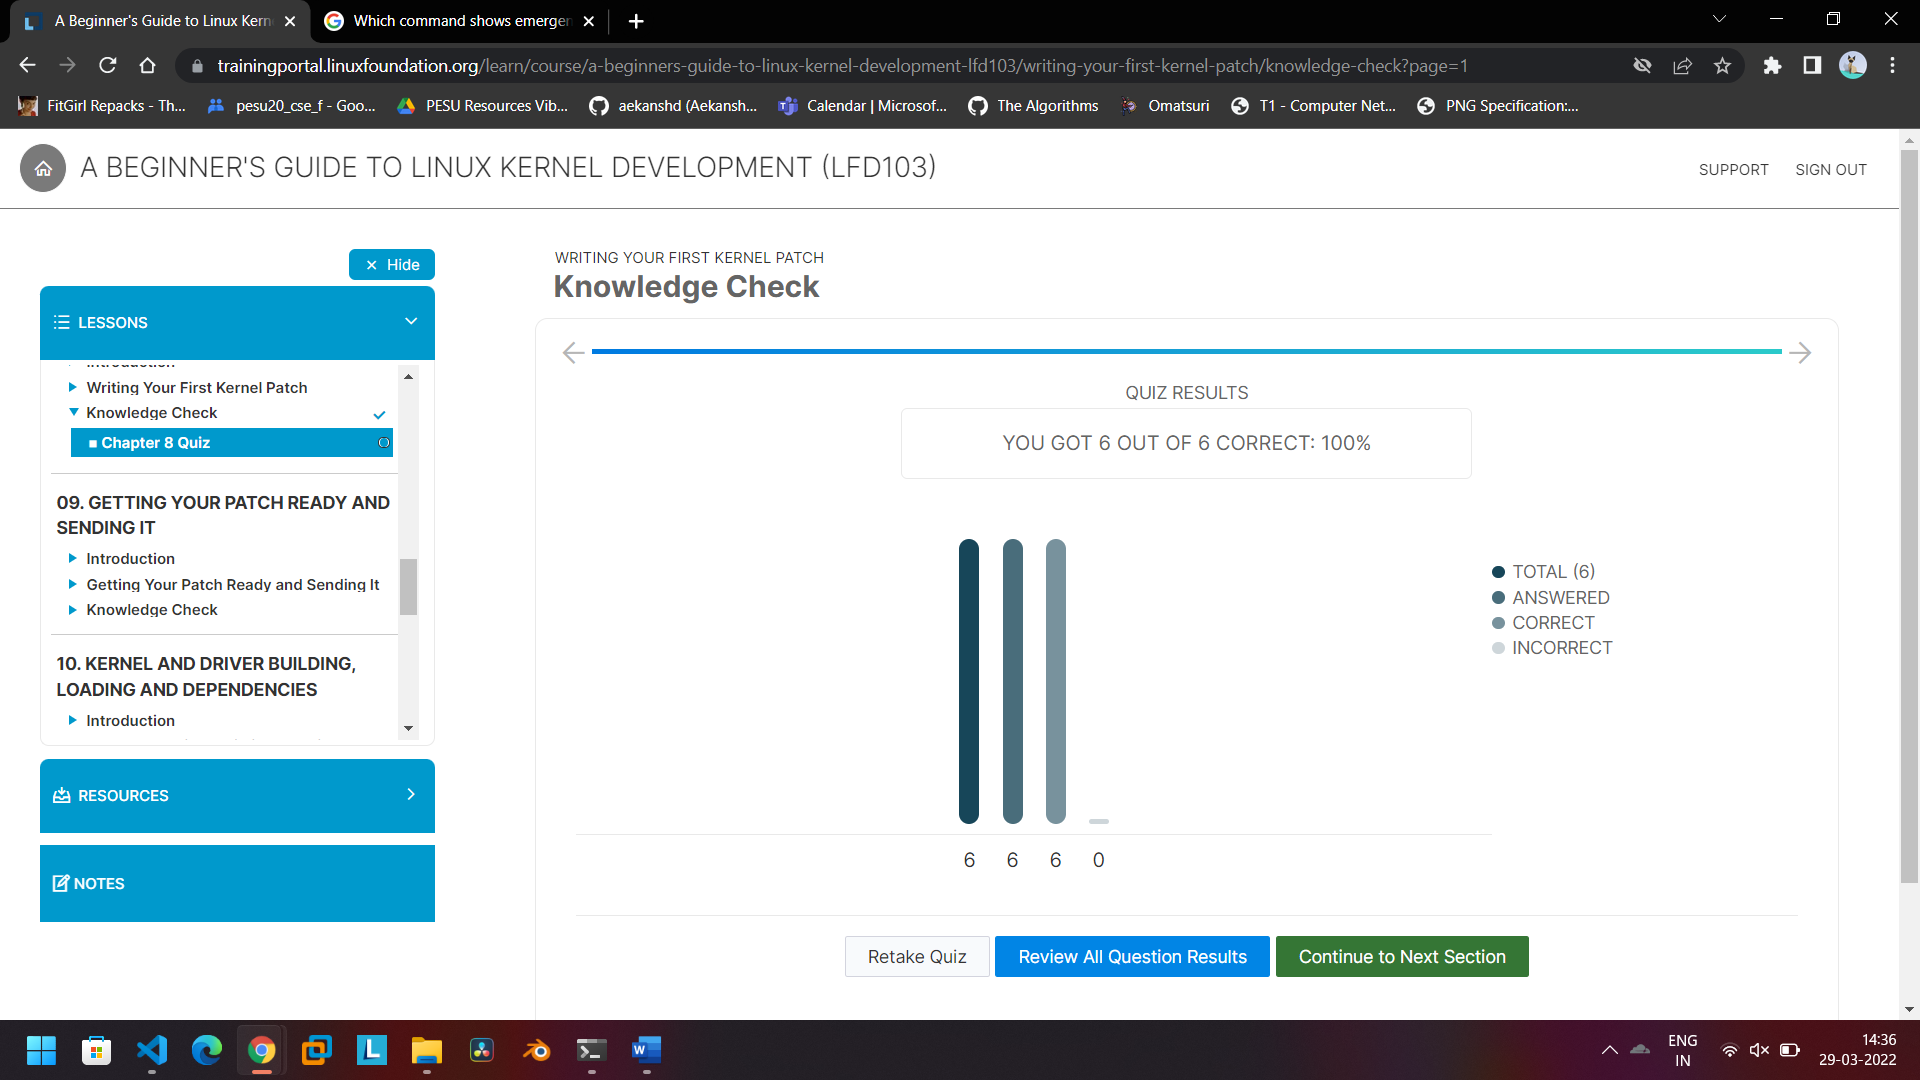 A Beginner's Guide to Linux Kern
Which command shows emergen
trainingportal.linuxfoundation.org/learn/course/a-beginners-guide-to-linux-kernel-development-lfd103/writing-your-first-kernel-patch/knowledge-check?page=1
FitGirl Repacks - Th...
pesu20_cse_f - Goo...
PESU Resources Vib...
aekanshd (Aekansh...
Calendar | Microsof...
The Algorithms
Omatsuri
T1 - Computer Net...
PNG Specification:...
A BEGINNER'S GUIDE TO LINUX KERNEL DEVELOPMENT (LFD103)
SUPPORT
SIGN OUT
Hide
LESSONS
Introduction
Writing Your First Kernel Patch
Knowledge Check
Chapter 8 Quiz
09. GETTING YOUR PATCH READY AND
SENDING IT
Introduction
Getting Your Patch Ready and Sending It
Knowledge Check
10. KERNEL AND DRIVER BUILDING,
LOADING AND DEPENDENCIES
Introduction
RESOURCES
NOTES
WRITING YOUR FIRST KERNEL PATCH
Knowledge Check
QUIZ RESULTS
YOU GOT 6 OUT OF 6 CORRECT: 100%
TOTAL (6)
ANSWERED
CORRECT
INCORRECT
6 6 6 0
Retake Quiz
Review All Question Results
Continue to Next Section
ENG
IN
14:36
29-03-2022